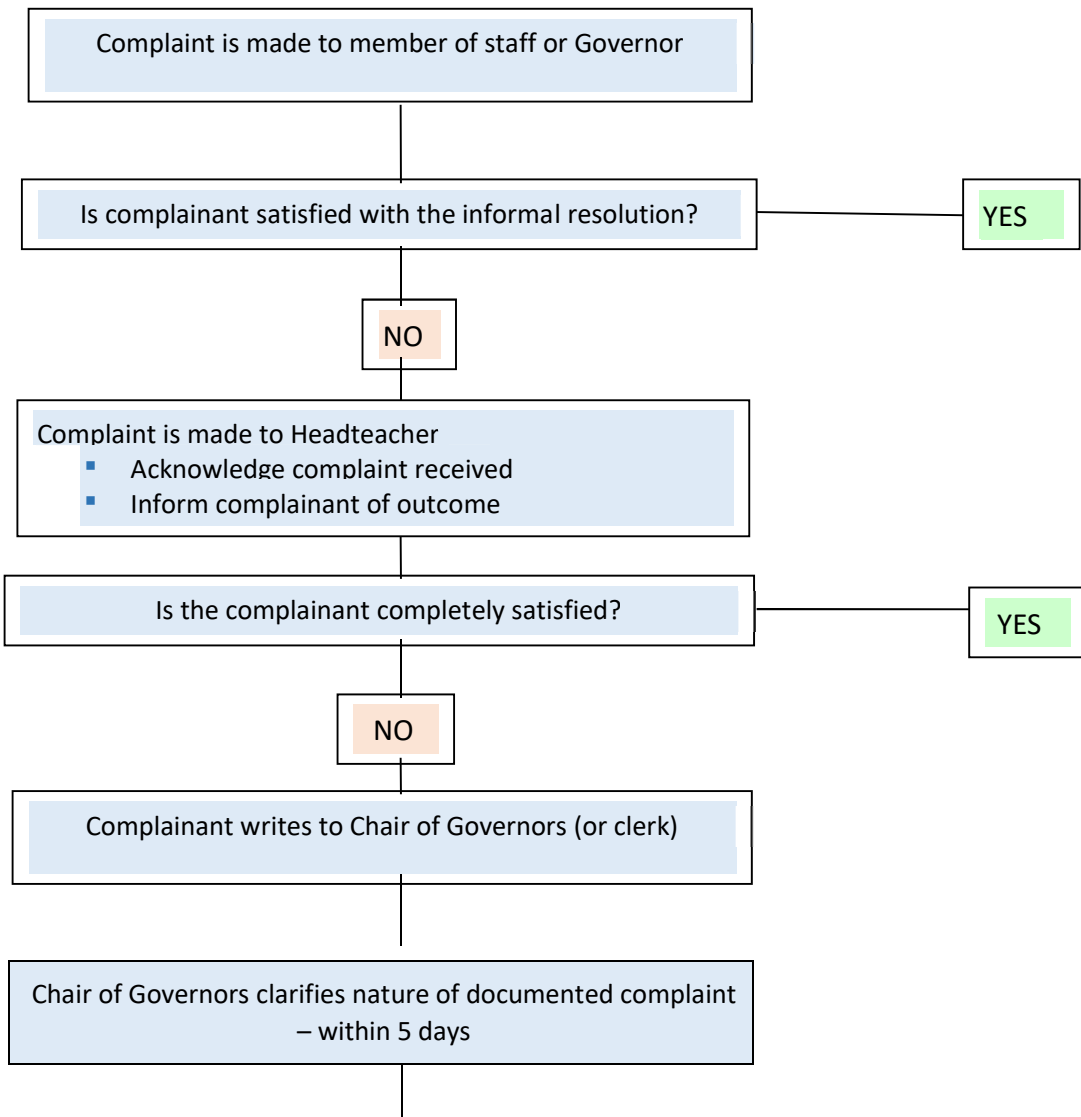 Complaint is made to member of staff or Governor
Is complainant satisfied with the informal resolution?
YES
NO
Complaint is made to Headteacher
▪ Acknowledge complaint received
▪ Inform complainant of outcome
Is the complainant completely satisfied?
YES
NO
Complainant writes to Chair of Governors (or clerk)
Chair of Governors clarifies nature of documented complaint
– within 5 days